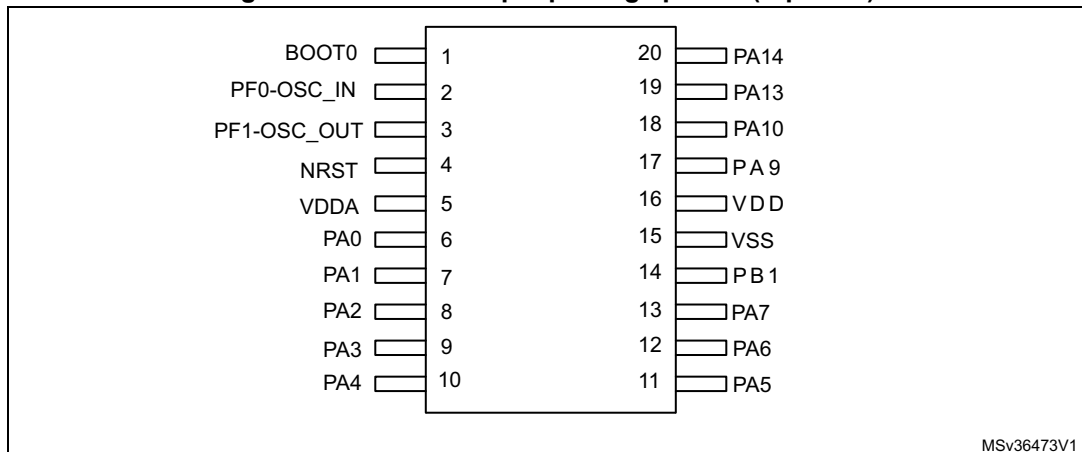 BOOT0 1 20 PA14
PF0-OSC_IN 2 19 PA13
PF1-OSC_OUT 3 18 PA10
NRST 4 17 PA9
VDDA 5 16 VDD
PA0 6 15 VSS
PA1 7 14 PB1
PA2 8 13 PA7
PA3 9 12 PA6
PA4 10 11 PA5
MSv36473V1